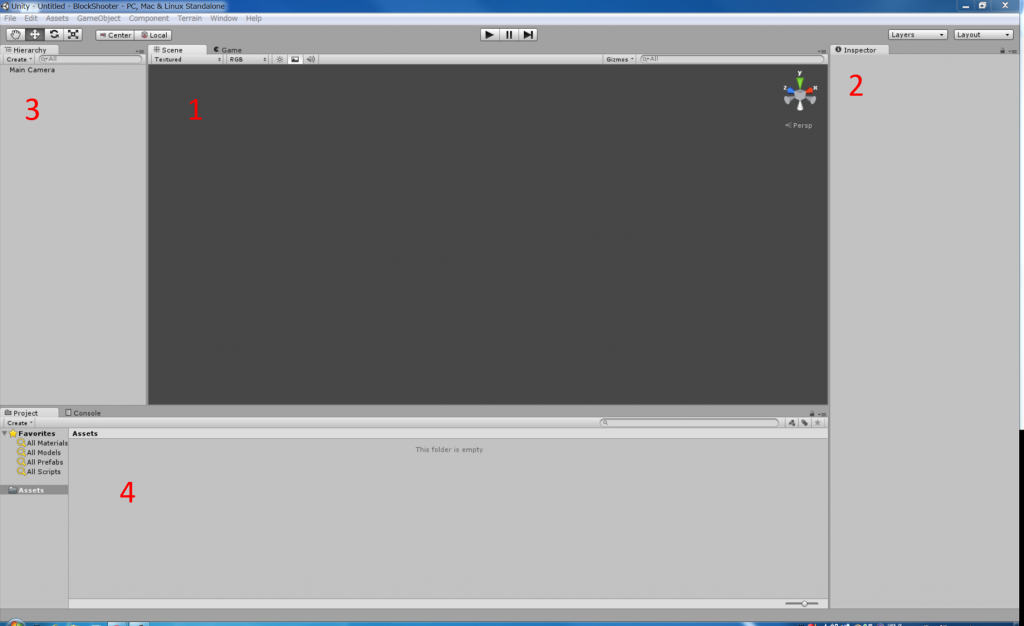 Unity - Untitled - BlockShooter - PC, Mac & Linux Standalone
File Edit Assets GameObject Component Terrain Window Help
Center Local Layers Layout
Hierarchy Scene Game Inspector
Create All Textured RGB Gizmos All
Main Camera
y
z x
Persp
3 1 2
Project Console
Create
Favorites Assets
All Materials This folder is empty
All Models
All Prefabs
All Scripts
Assets
4